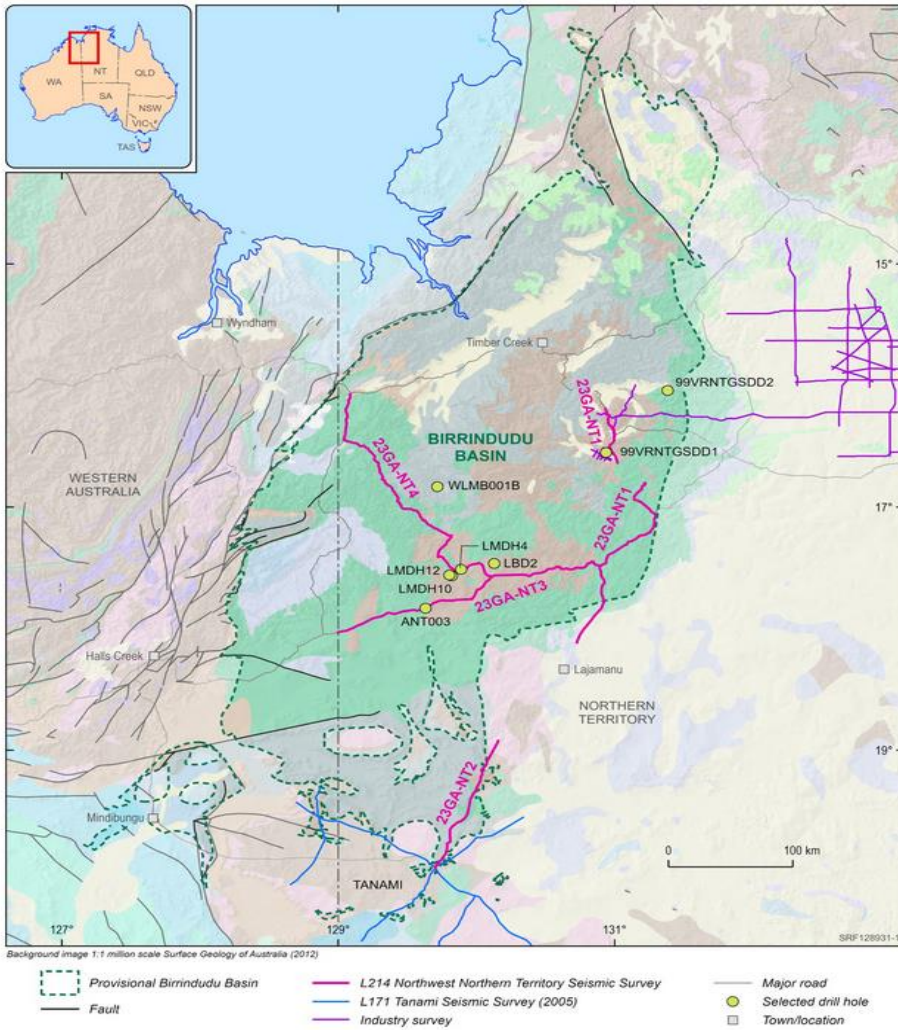 WA
NT
QLD
SA
NSW
VIC
TAS
15°
Wyndham
Timber Creek
99VRNTGSDD2
23GA-NT1
BIRRINDUDU
BASIN
99VRNTGSDD1
23GA-NT4
WESTERN
AUSTRALIA
WLMB001B
17°
17°
23GA-NT1
LMDH4
LMDH12
LBD2
LMDH10
23GA-NT3
ANT003
Halls Creek
Lajamanu
NORTHERN
TERRITORY
19°
19°
23GA-NT2
Mindibungu
0
100 km
TANAMI
127°
129°
131°
SRF128931-1
Background image 1:1 million scale Surface Geology of Australia (2012)
Provisional Birrindudu Basin
L214 Northwest Northern Territory Seismic Survey
Major road
Fault
L171 Tanami Seismic Survey (2005)
Selected drill hole
Industry survey
Town/location